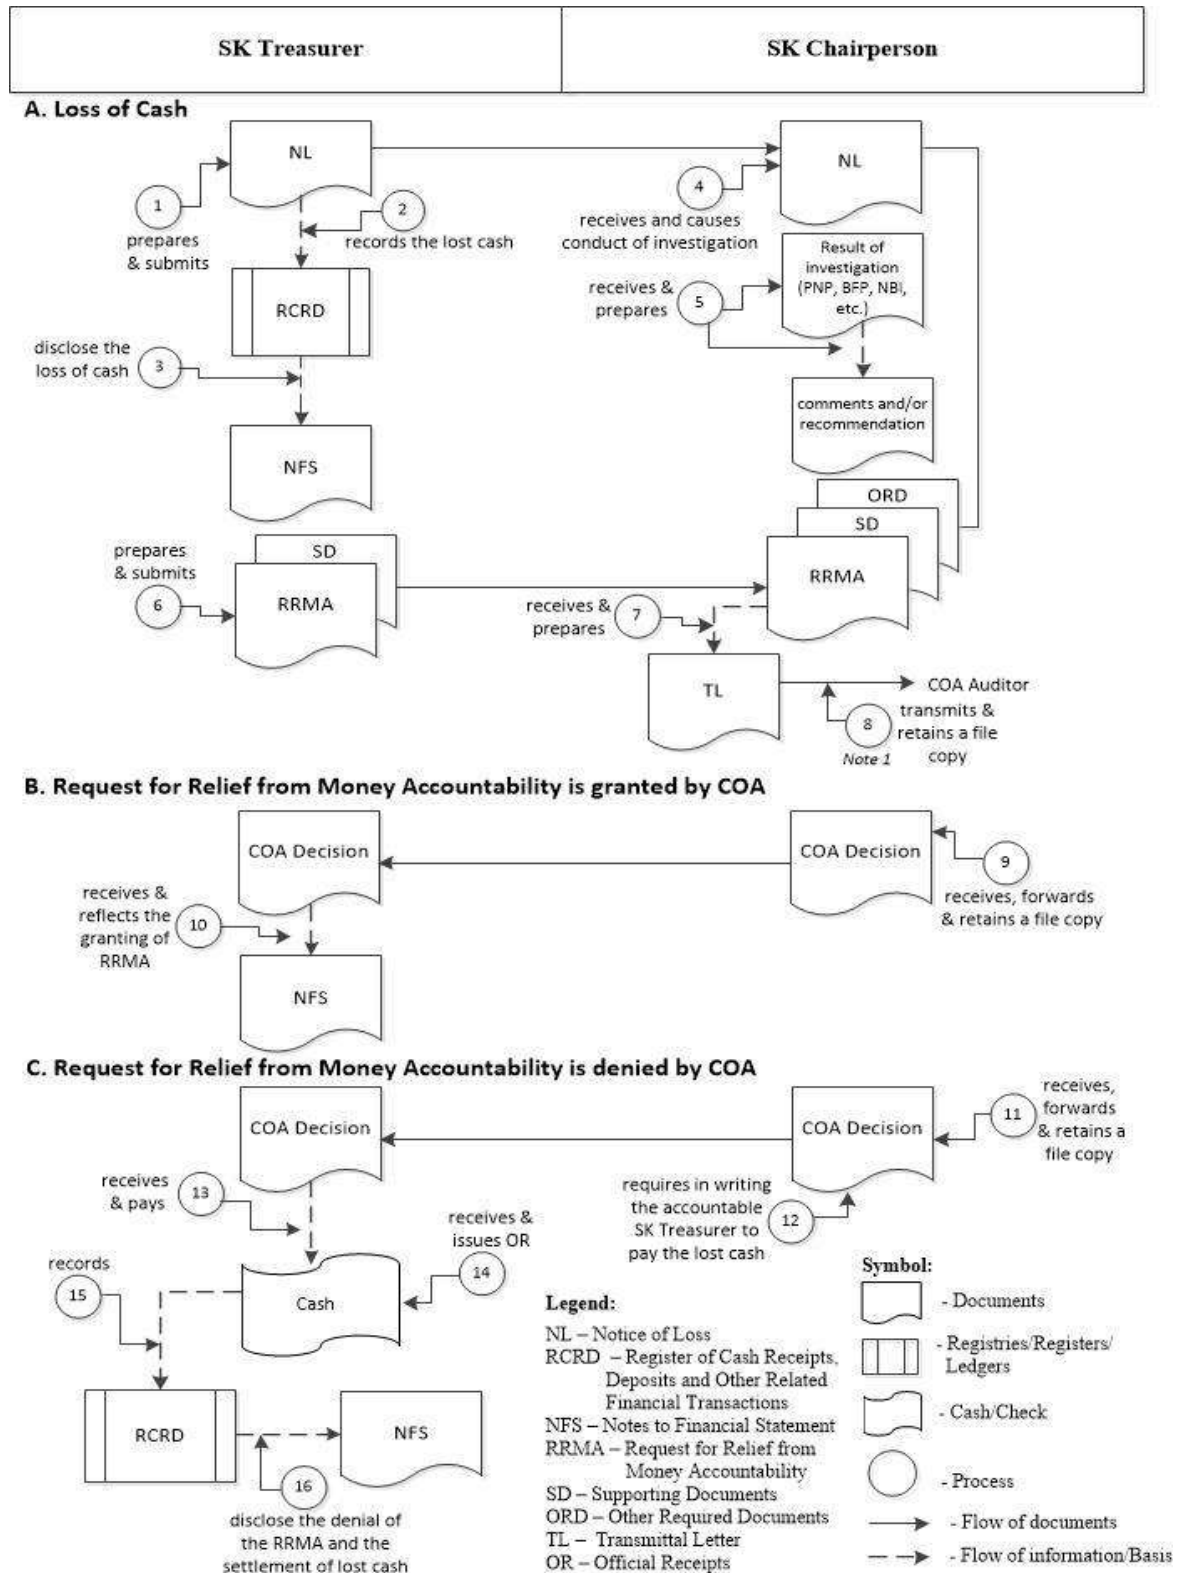 SK Treasurer
SK Chairperson
A. Loss of Cash
NL
NL
1
prepares
& submits
2
records the lost cash
4
receives and causes
conduct of investigation
RCRD
Result of
investigation
(PNP, BFP, NBI,
etc.)
receives &
prepares
5
disclose the
loss of cash
3
comments and/or
recommendation
NFS
ORD
SD
RRMA
prepares
& submits
6
SD
RRMA
receives &
prepares
7
TL
COA Auditor
transmits &
retains a file
copy
8
Note 1
B. Request for Relief from Money Accountability is granted by COA
COA Decision
COA Decision
9
receives, forwards
& retains a file copy
receives &
reflects the
granting of
RRMA
10
NFS
C. Request for Relief from Money Accountability is denied by COA
COA Decision
COA Decision
11
receives,
forwards
& retains a
file copy
receives
& pays
13
requires in writing
the accountable
SK Treasurer to
pay the lost cash
12
receives &
issues OR
14
Cash
records
15
RCRD
NFS
16
disclose the denial of
the RRMA and the
settlement of lost cash
Legend:
NL – Notice of Loss
RCRD – Register of Cash Receipts,
Deposits and Other Related
Financial Transactions
NFS – Notes to Financial Statement
RRMA – Request for Relief from
Money Accountability
SD – Supporting Documents
ORD – Other Required Documents
TL – Transmittal Letter
OR – Official Receipts
Symbol:
- Documents
- Registries/Registers/
Ledgers
- Cash/Check
- Process
- Flow of documents
- Flow of information/Basis